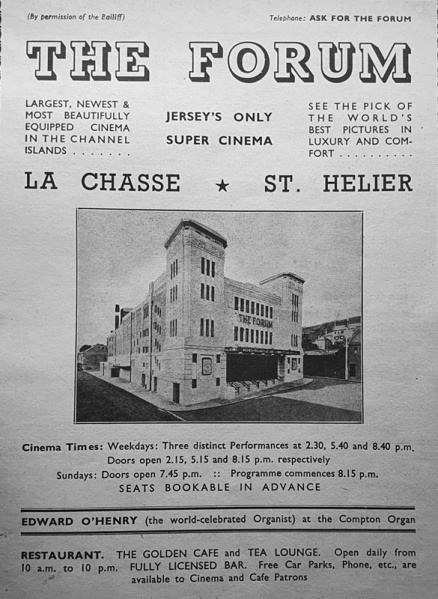 (By permission of the Bailiff)
Telephone: ASK FOR THE FORUM
THE FORUM
LARGEST, NEWEST &
MOST BEAUTIFULLY
EQUIPPED CINEMA
IN THE CHANNEL
ISLANDS . . . . . . .
JERSEY'S ONLY
SUPER CINEMA
SEE THE PICK OF
THE WORLD'S
BEST PICTURES IN
LUXURY AND COM-
FORT . . . . . . . . . .
LA CHASSE ★ ST. HELIER
THE FORUM
Cinema Times: Weekdays: Three distinct Performances at 2.30, 5.40 and 8.40 p.m.
Doors open 2.15, 5.15 and 8.15 p.m. respectively
Sundays: Doors open 7.45 p.m. :: Programme commences 8.15 p.m.
SEATS BOOKABLE IN ADVANCE
EDWARD O'HENRY (the world-celebrated Organist) at the Compton Organ
RESTAURANT. THE GOLDEN CAFE and TEA LOUNGE. Open daily from
10 a.m. to 10 p.m. FULLY LICENSED BAR. Free Car Parks, Phone, etc., are
available to Cinema and Cafe Patrons